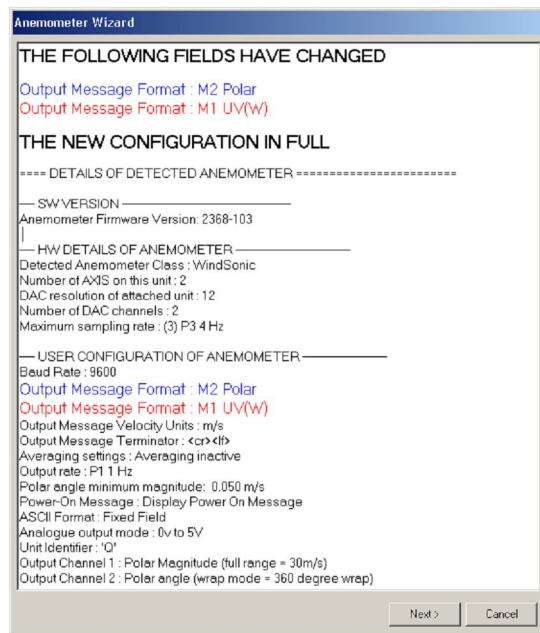 Anemometer Wizard
THE FOLLOWING FIELDS HAVE CHANGED
Output Message Format : M2 Polar
Output Message Format : M1 UV(W)
THE NEW CONFIGURATION IN FULL
==== DETAILS OF DETECTED ANEMOMETER ========================
— SW VERSION ——————————————
Anemometer Firmware Version: 2368-103
— HW DETAILS OF ANEMOMETER ——————————
Detected Anemometer Class : WindSonic
Number of AXIS on this unit : 2
DAC resolution of attached unit : 12
Number of DAC channels : 2
Maximum sampling rate : (3) P3 4 Hz
— USER CONFIGURATION OF ANEMOMETER ———————
Baud Rate : 9600
Output Message Format : M2 Polar
Output Message Format : M1 UV(W)
Output Message Velocity Units : m/s
Output Message Terminator : <cr><lf>
Averaging settings : Averaging inactive
Output rate : P1 1 Hz
Polar angle minimum magnitude: 0.050 m/s
Power-On Message : Display Power On Message
ASCII Format : Fixed Field
Analogue output mode : 0v to 5V
Unit Identifier : 'Q'
Output Channel 1 : Polar Magnitude (full range = 30m/s)
Output Channel 2 : Polar angle (wrap mode = 360 degree wrap)
Next > Cancel